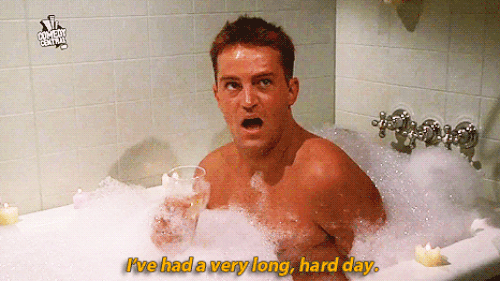 COMEDY
CENTRAL
I've had a very long, hard day.